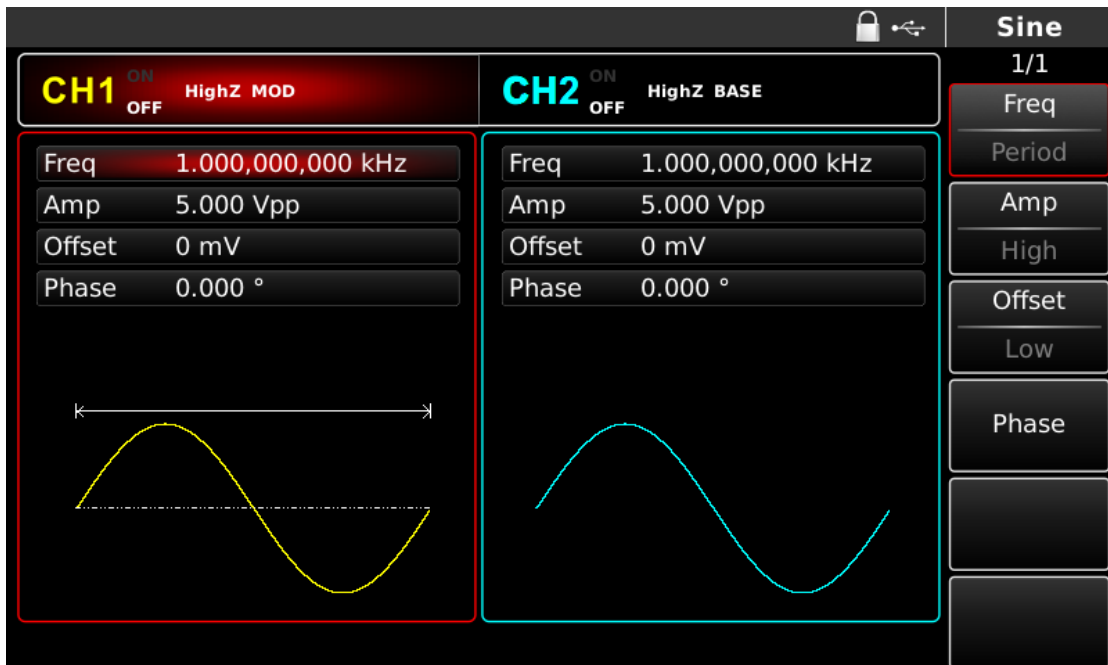 Sine
1/1
CH1 ON OFF HighZ MOD
CH2 ON OFF HighZ BASE
Freq 1.000,000,000 kHz
Amp 5.000 Vpp
Offset 0 mV
Phase 0.000 °
Freq 1.000,000,000 kHz
Amp 5.000 Vpp
Offset 0 mV
Phase 0.000 °
Freq
Period
Amp
High
Offset
Low
Phase